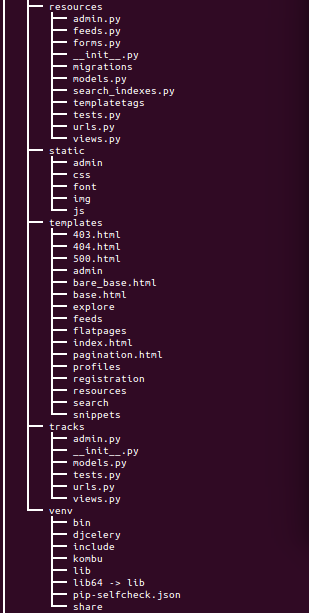 resources
admin.py
feeds.py
forms.py
__init__.py
migrations
models.py
search_indexes.py
templatetags
tests.py
urls.py
views.py
static
admin
css
font
img
js
templates
403.html
404.html
500.html
admin
bare_base.html
base.html
explore
feeds
flatpages
index.html
pagination.html
profiles
registration
resources
search
snippets
tracks
admin.py
__init__.py
models.py
tests.py
urls.py
views.py
venv
bin
djcelery
include
kombu
lib
lib64 -> lib
pip-selfcheck.json
share